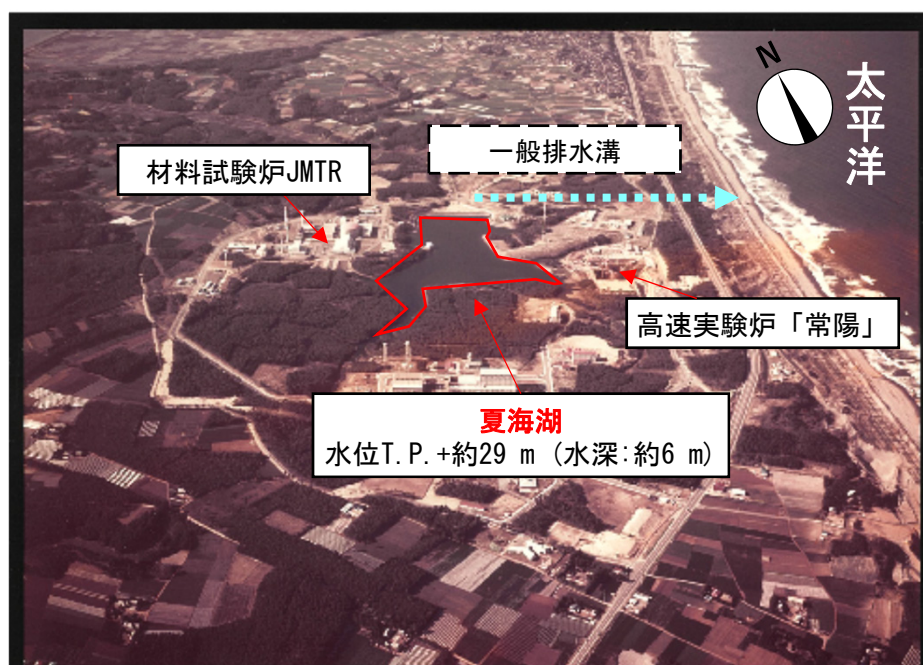 N
太平洋
一般排水溝
材料試験炉JMTR
高速実験炉「常陽」
夏海湖
水位T.P.+約29 m (水深:約6 m)